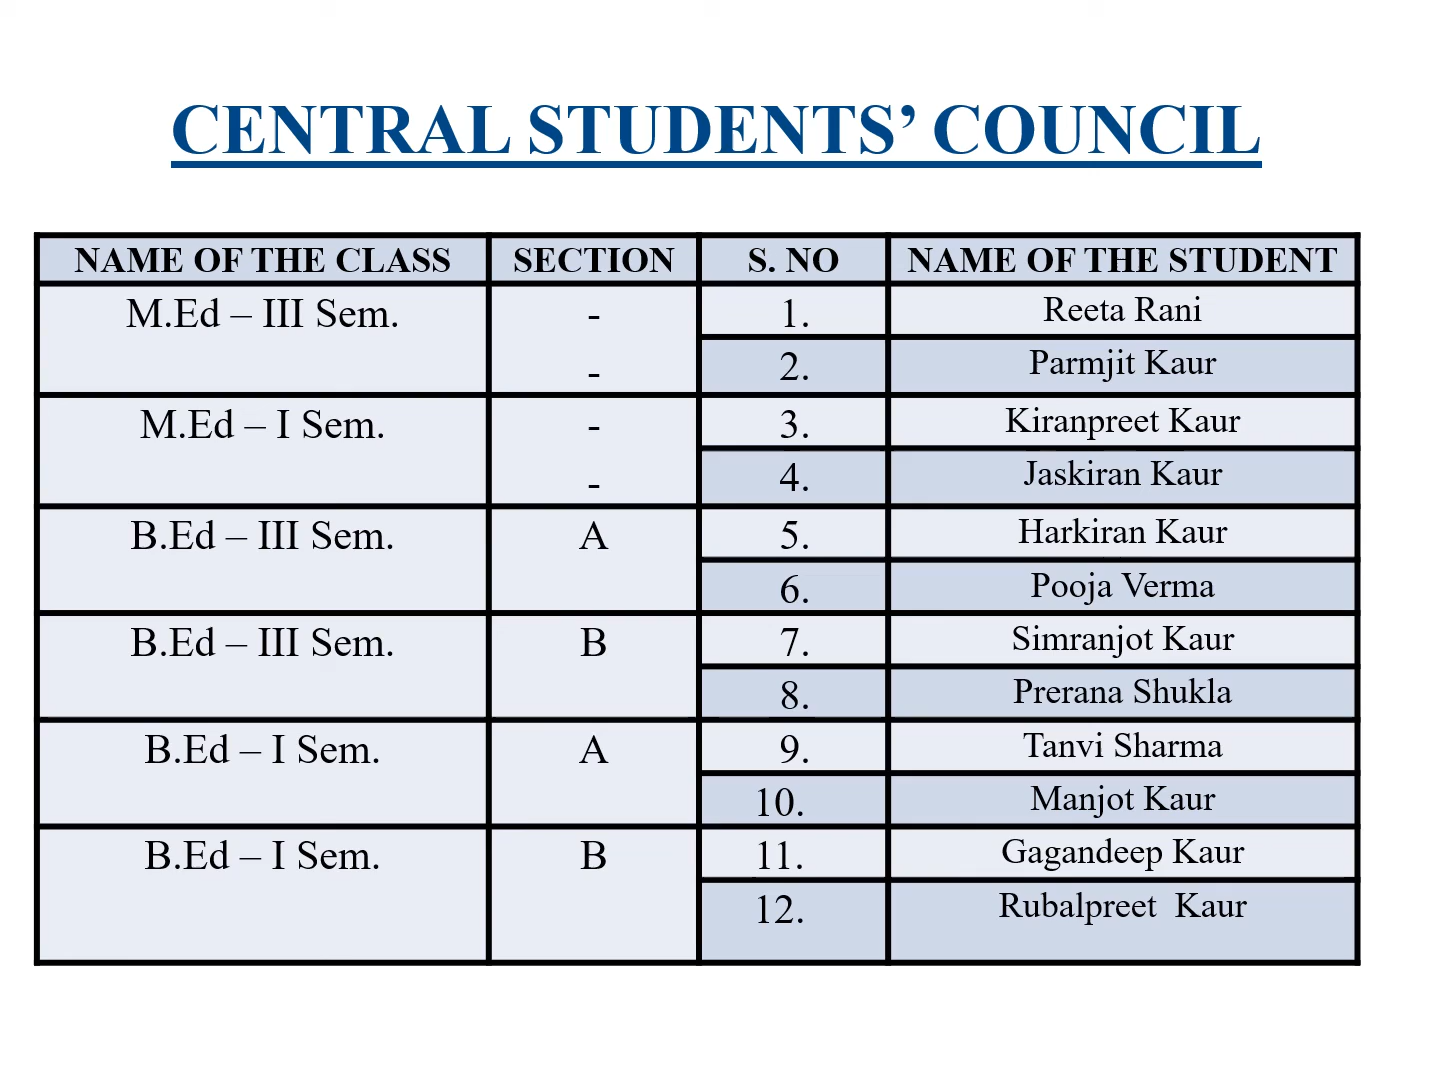 CENTRAL STUDENTS’ COUNCIL
NAME OF THE CLASS SECTION S. NO NAME OF THE STUDENT
M.Ed – III Sem. - 1. Reeta Rani
- 2. Parmjit Kaur
M.Ed – I Sem. - 3. Kiranpreet Kaur
- 4. Jaskiran Kaur
B.Ed – III Sem. A 5. Harkiran Kaur
6. Pooja Verma
B.Ed – III Sem. B 7. Simranjot Kaur
8. Prerana Shukla
B.Ed – I Sem. A 9. Tanvi Sharma
10. Manjot Kaur
B.Ed – I Sem. B 11. Gagandeep Kaur
12. Rubalpreet  Kaur